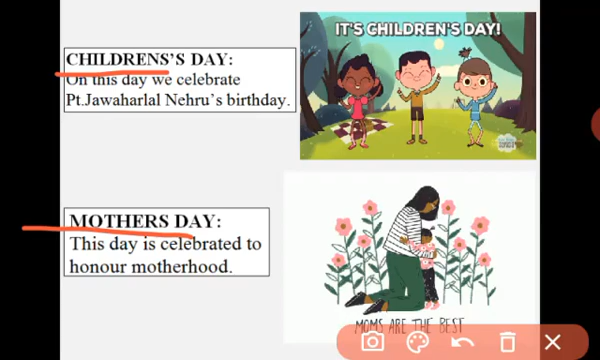 CHILDRENS’S DAY:
On this day we celebrate
Pt.Jawaharlal Nehru’s birthday.
IT'S CHILDREN'S DAY!
MOTHERS DAY:
This day is celebrated to
honour motherhood.
MOMS ARE THE BEST